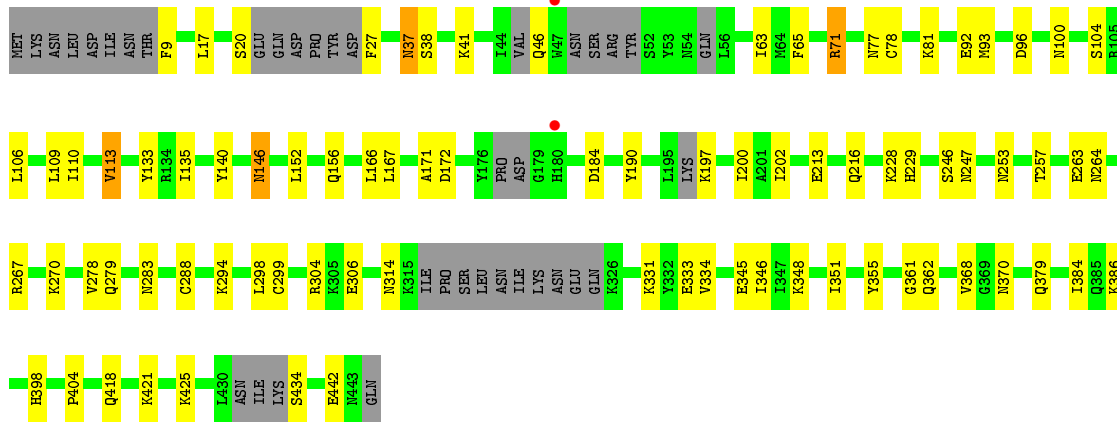 MET LYS ASN LEU ASP ILE ASN THR F9 L17 S20 GLU GLN ASP PRO TYR ASP F27 N37 S38 K41 I44 VAL Q46 W47 ASN SER ARG TYR S52 Y53 N54 GLN L56 I63 M64 F65 R71 N77 C78 K81 E92 M93 D96 N100 S104 R105
L106 L109 I110 V113 Y133 R134 I135 Y140 N146 L152 Q156 L166 L167 A171 D172 Y176 PRO ASP G179 H180 D184 Y190 L195 LYS K197 I200 A201 I202 E213 Q216 K228 H229 S246 N247 N253 T257 E263 N264
R267 K270 V278 Q279 N283 C288 K294 L298 C299 R304 K305 E306 N314 K315 ILE PRO SER LEU ASN ILE LYS ASN GLU GLN K326 K331 Y332 E333 V334 E345 I346 I347 K348 I351 Y355 G361 Q362 V368 G369 N370 Q379 I384 Q385 K386
H398 P404 Q418 K421 K425 L430 ASN ILE LYS S434 E442 N443 GLN